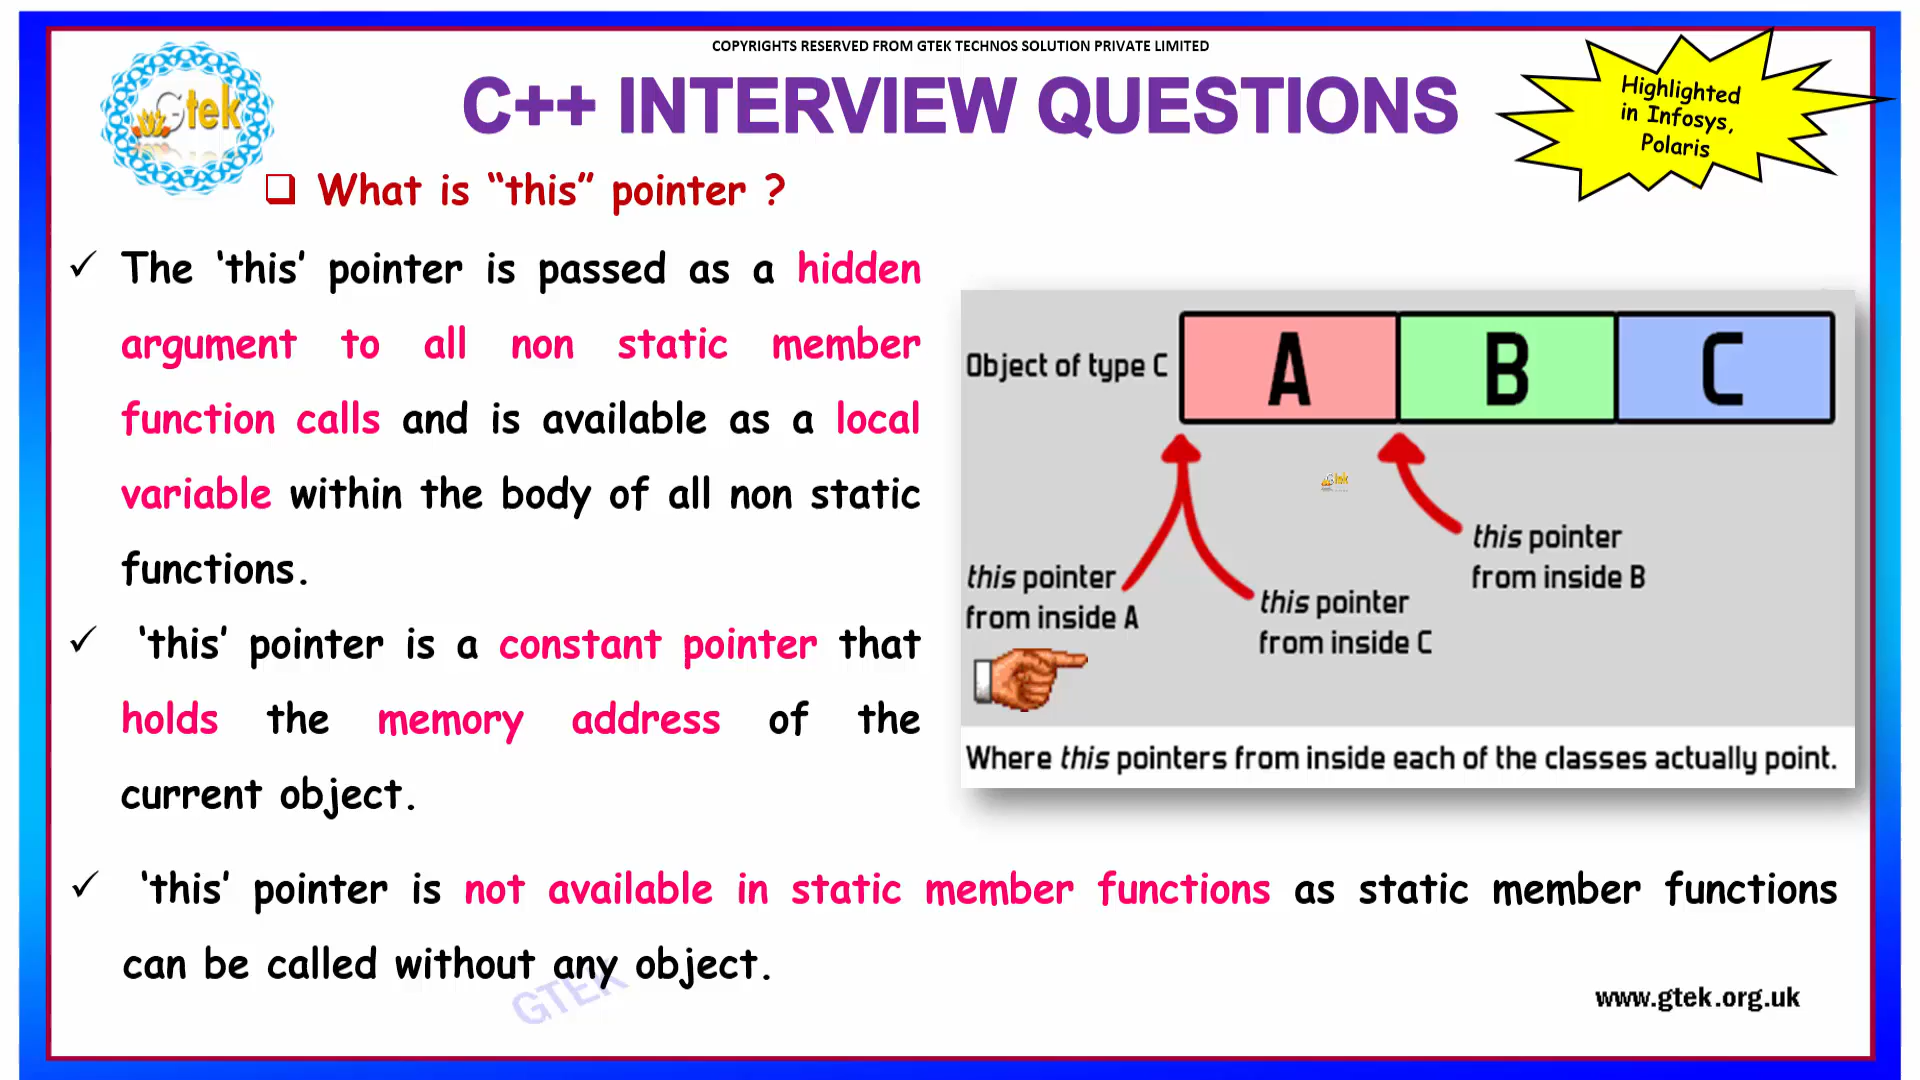 COPYRIGHTS RESERVED FROM GTEK TECHNOS SOLUTION PRIVATE LIMITED
Gtek
C++ INTERVIEW QUESTIONS
Highlighted
in Infosys,
Polaris
❑ What is “this” pointer ?
✓ The ‘this’ pointer is passed as a hidden
argument to all non static member
function calls and is available as a local
variable within the body of all non static
functions.
✓ ‘this’ pointer is a constant pointer that
holds the memory address of the
current object.
Object of type C
A B C
Gtek
this pointer
from inside B
this pointer
from inside A
this pointer
from inside C
Where this pointers from inside each of the classes actually point.
✓ ‘this’ pointer is not available in static member functions as static member functions
can be called without any object.
GTEK
www.gtek.org.uk